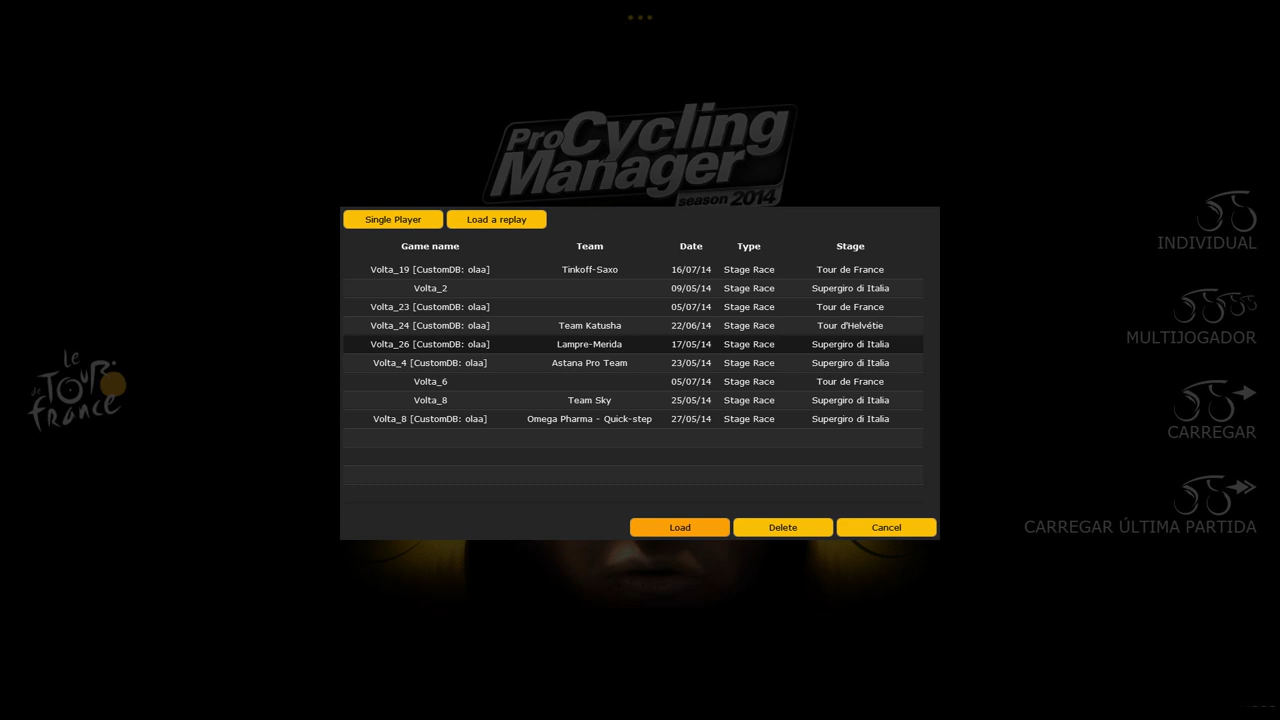 ProCycling
Manager
season 2014
Single Player Load a replay
Game name Team Date Type Stage
Volta_19 [CustomDB: olaa] Tinkoff-Saxo 16/07/14 Stage Race Tour de France
Volta_2 09/05/14 Stage Race Supergiro di Italia
Volta_23 [CustomDB: olaa] 05/07/14 Stage Race Tour de France
Volta_24 [CustomDB: olaa] Team Katusha 22/06/14 Stage Race Tour d'Helvétie
Volta_26 [CustomDB: olaa] Lampre-Merida 17/05/14 Stage Race Supergiro di Italia
Volta_4 [CustomDB: olaa] Astana Pro Team 23/05/14 Stage Race Supergiro di Italia
Volta_6 05/07/14 Stage Race Tour de France
Volta_8 Team Sky 25/05/14 Stage Race Supergiro di Italia
Volta_8 [CustomDB: olaa] Omega Pharma - Quick-step 27/05/14 Stage Race Supergiro di Italia
Load Delete Cancel
le
TOUR
de
france
INDIVIDUAL
MULTIJOGADOR
CARREGAR
CARREGAR ÚLTIMA PARTIDA